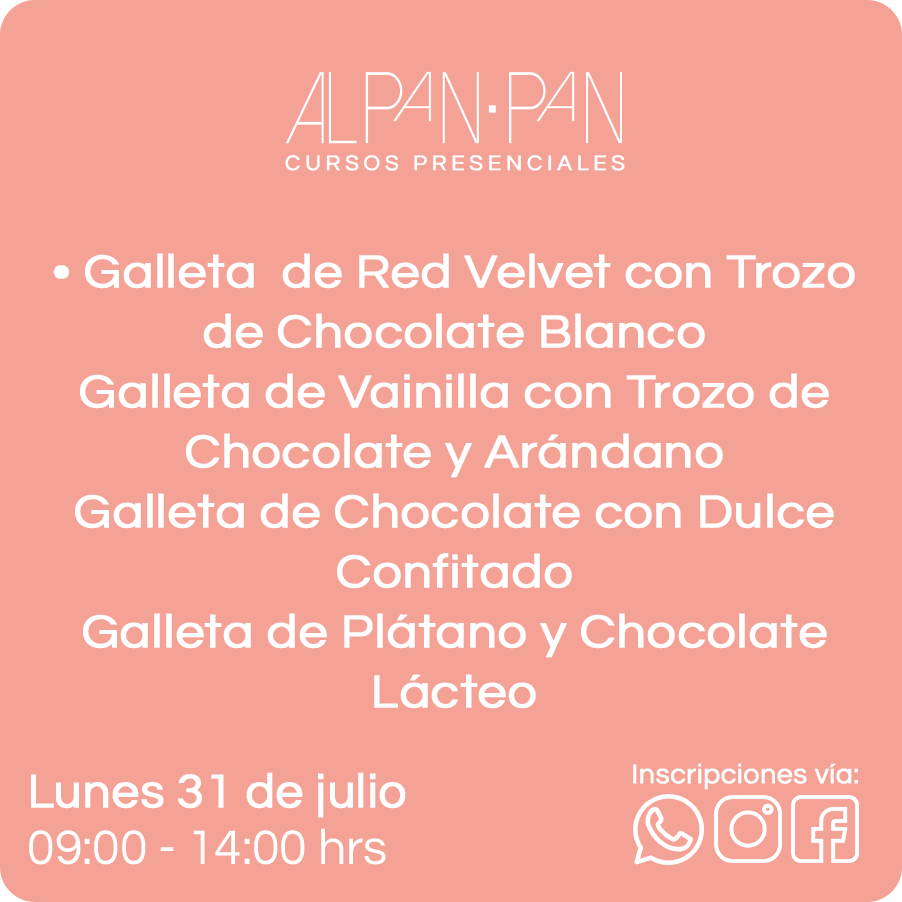 ALPAN·PAN
CURSOS PRESENCIALES
• Galleta de Red Velvet con Trozo
de Chocolate Blanco
Galleta de Vainilla con Trozo de
Chocolate y Arándano
Galleta de Chocolate con Dulce
Confitado
Galleta de Plátano y Chocolate
Lácteo
Lunes 31 de julio
09:00 - 14:00 hrs
Inscripciones vía: